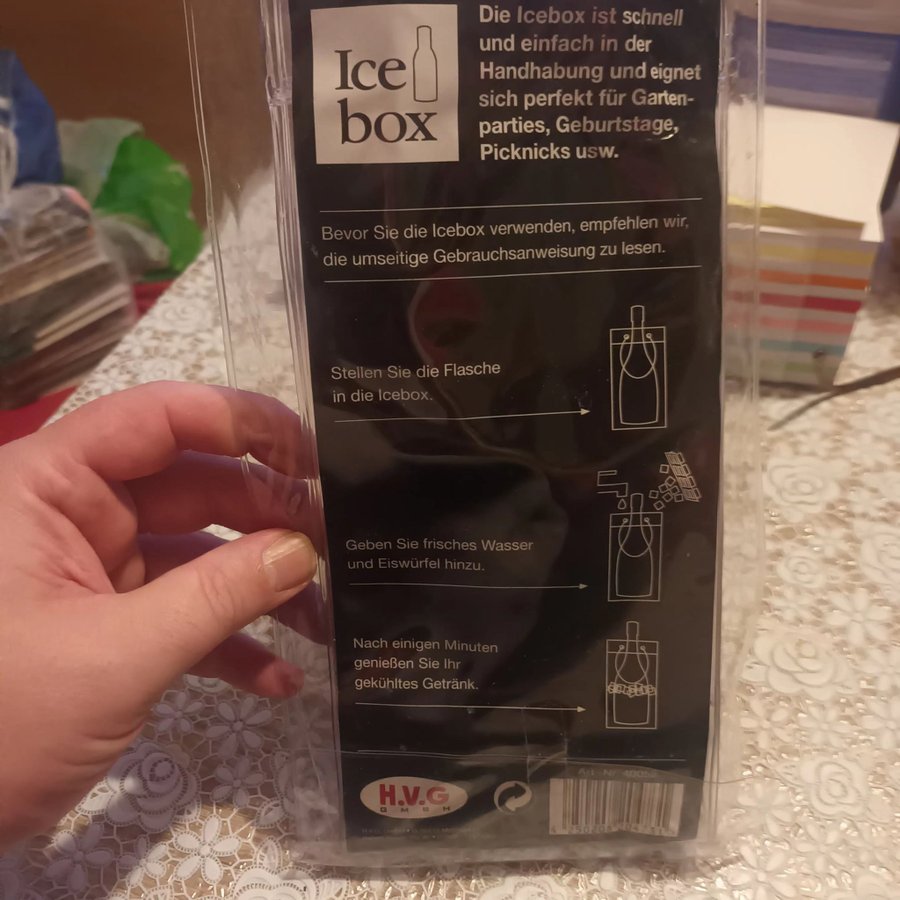 Ice
box
Die Icebox ist schnell
und einfach in der
Handhabung und eignet
sich perfekt für Garten-
parties, Geburtstage,
Picknicks usw.
Bevor Sie die Icebox verwenden, empfehlen wir,
die umseitige Gebrauchsanweisung zu lesen.
Stellen Sie die Flasche
in die Icebox.
Geben Sie frisches Wasser
und Eiswürfel hinzu.
Nach einigen Minuten
genießen Sie Ihr
gekühltes Getränk.
Art.-Nr.
H.V.G
GMBH